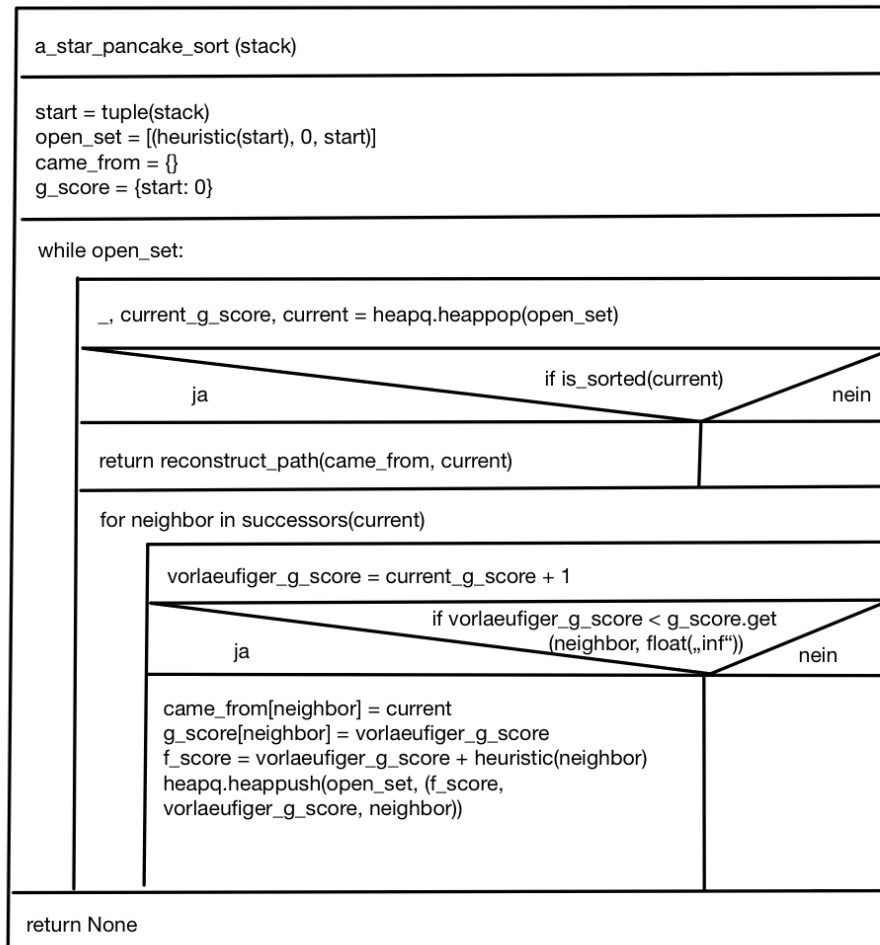 a_star_pancake_sort (stack)
start = tuple(stack)
open_set = [(heuristic(start), 0, start)]
came_from = {}
g_score = {start: 0}
while open_set:
_, current_g_score, current = heapq.heappop(open_set)
if is_sorted(current)
ja
nein
return reconstruct_path(came_from, current)
for neighbor in successors(current)
vorlaeufiger_g_score = current_g_score + 1
if vorlaeufiger_g_score < g_score.get
(neighbor, float(„inf“))
ja
nein
came_from[neighbor] = current
g_score[neighbor] = vorlaeufiger_g_score
f_score = vorlaeufiger_g_score + heuristic(neighbor)
heapq.heappush(open_set, (f_score,
vorlaeufiger_g_score, neighbor))
return None